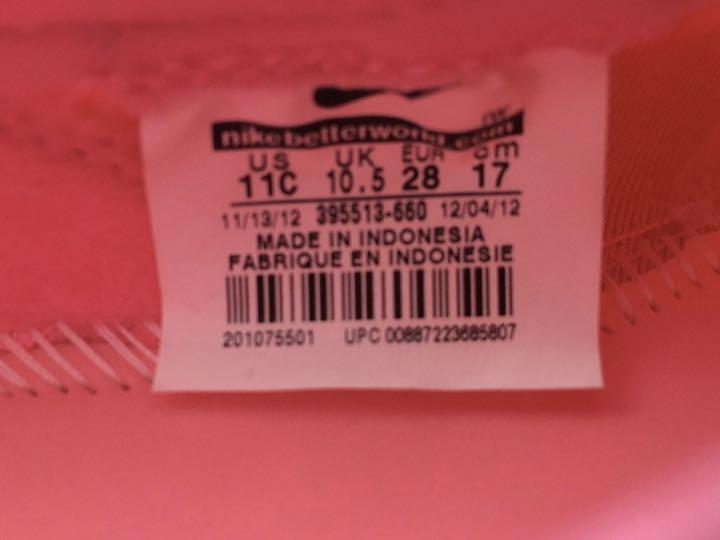 nikebetterworld.com
US UK EUR cm
11C 10.5 28 17
11/13/12 395513-660 12/04/12
MADE IN INDONESIA
FABRIQUE EN INDONESIE
201075501 UPC 00887223685807